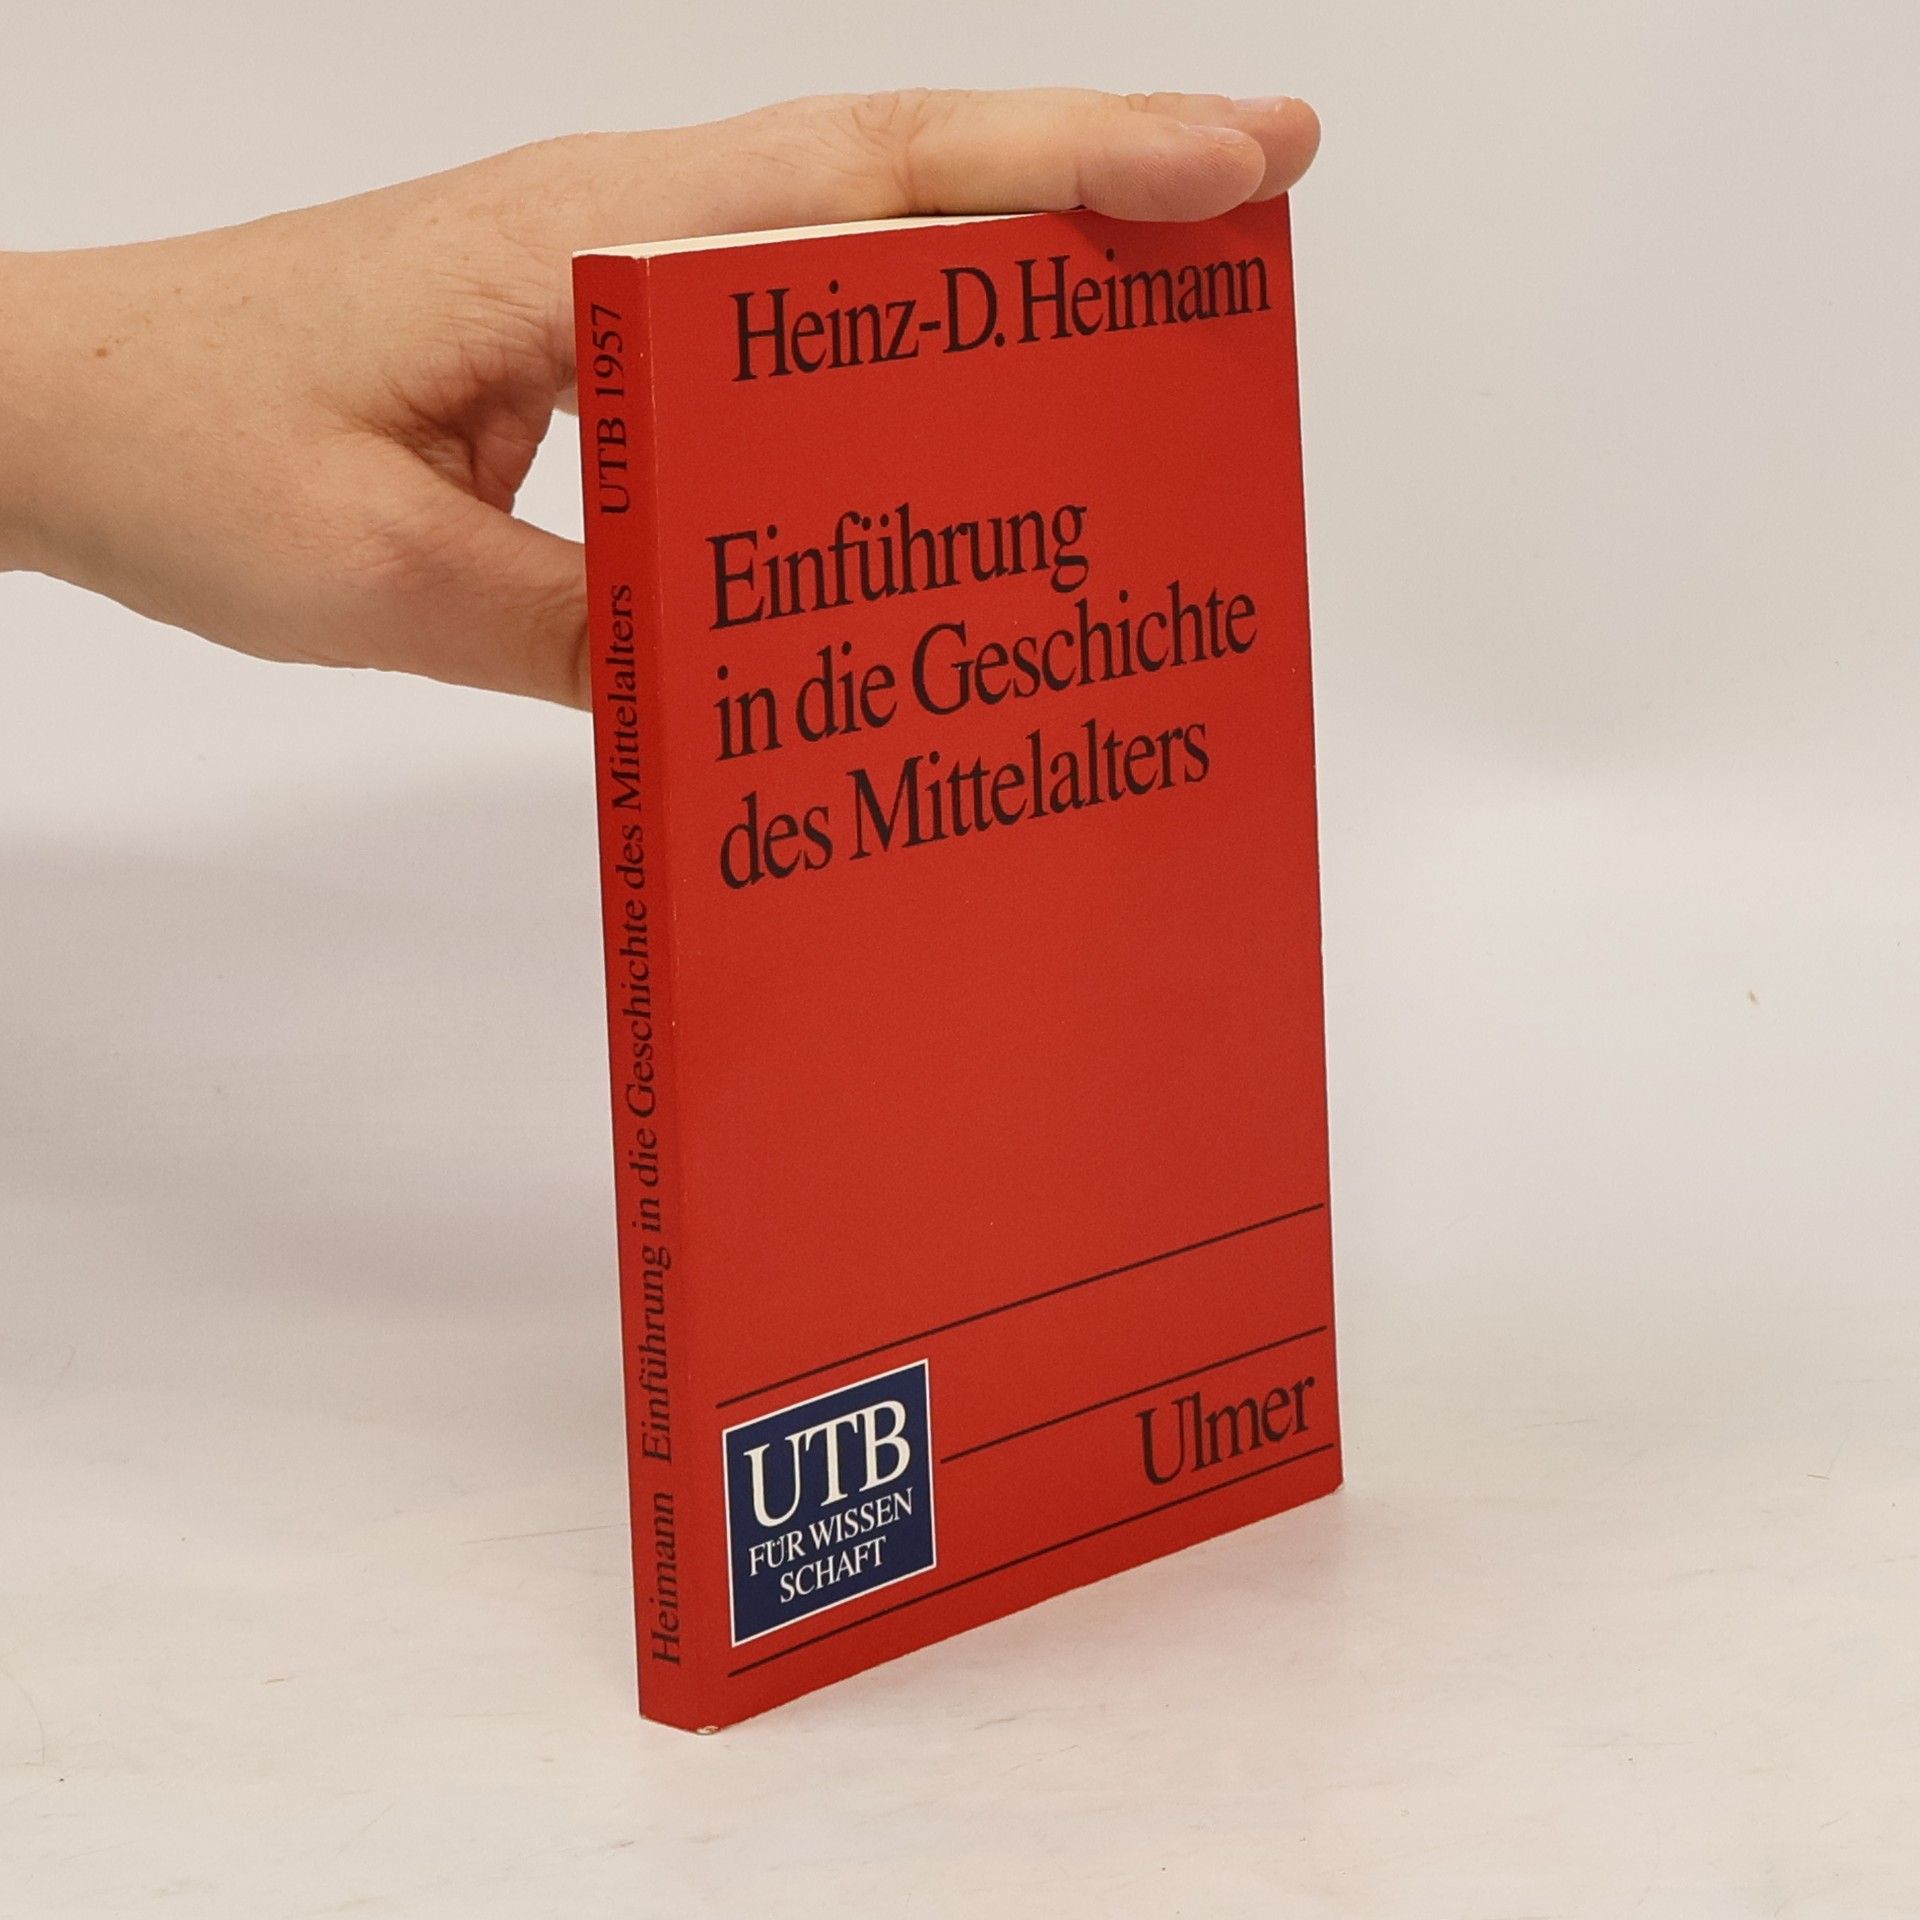 Heinz-D. Heimann
Einführung
in die Geschichte
des Mittelalters
UTB
FÜR WISSEN
SCHAFT
Ulmer
Heimann Einführung in die Geschichte des Mittelalters UTB 1957